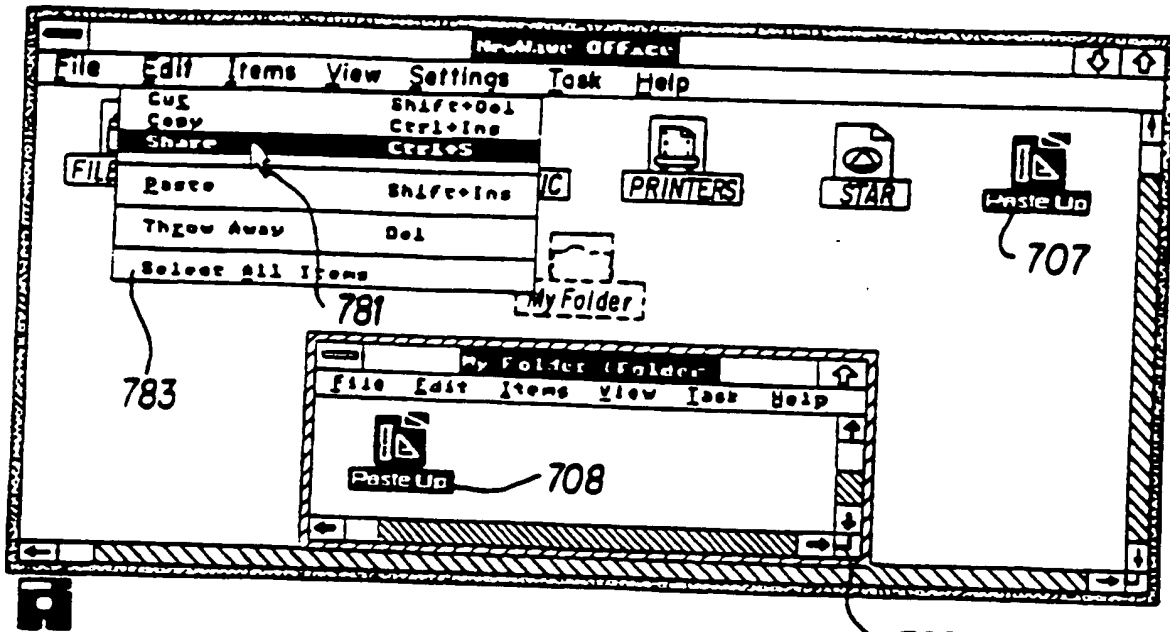 NewWave Office
File Edit Items View Settings Task Help
Cut Shift+Del
Copy Ctrl+Ins
Share Ctrl+S
Paste Shift+Ins
Throw Away Del
Select All Items
FILE IC PRINTERS STAR Paste Up
707
781
783
My Folder
My Folder (Folder
File Edit Items View Task Help
Paste Up
708